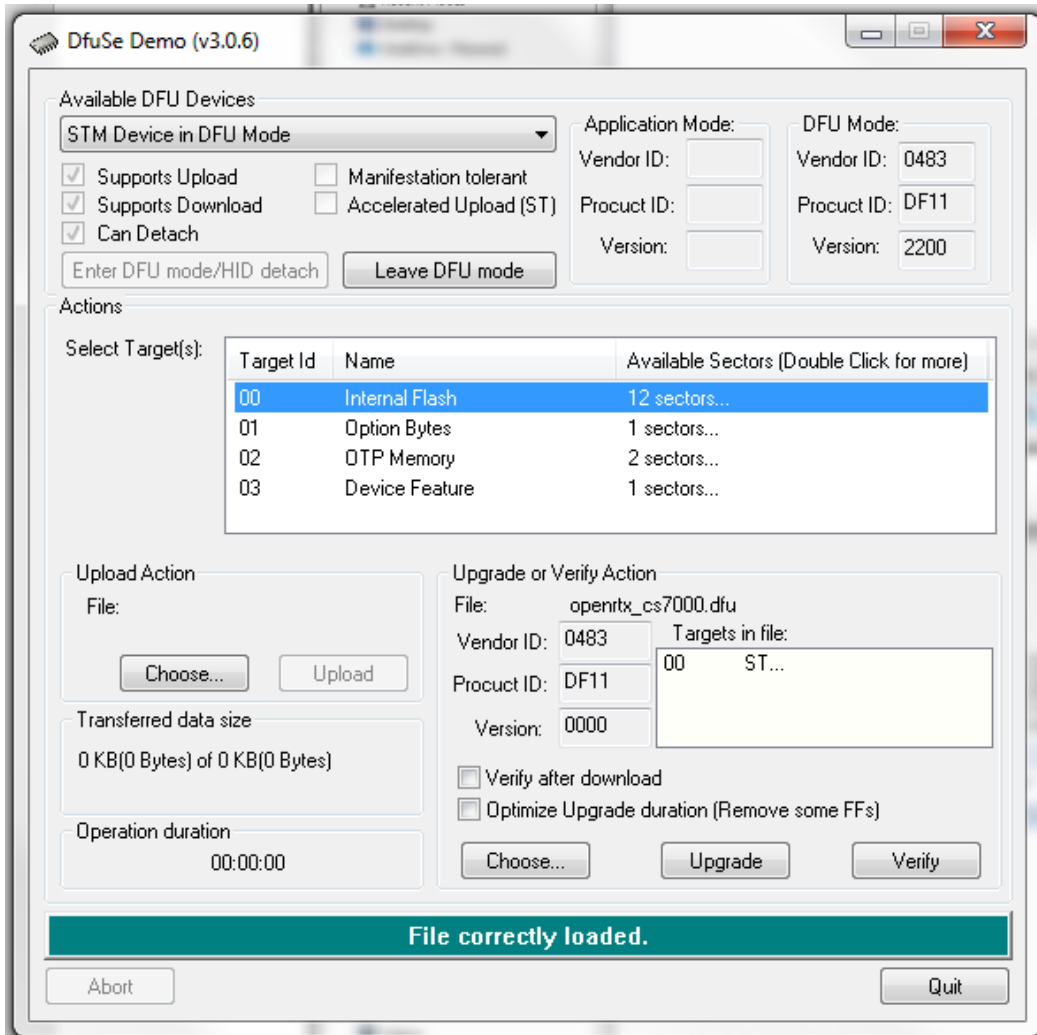 DfuSe Demo (v3.0.6)
Available DFU Devices
STM Device in DFU Mode
Supports Upload
Manifestation tolerant
Supports Download
Accelerated Upload (ST)
Can Detach
Enter DFU mode/HID detach
Leave DFU mode
Application Mode:
Vendor ID:
Procuct ID:
Version:
DFU Mode:
Vendor ID: 0483
Procuct ID: DF11
Version: 2200
Actions
Select Target(s):
Target Id Name Available Sectors (Double Click for more)
00 Internal Flash 12 sectors...
01 Option Bytes 1 sectors...
02 OTP Memory 2 sectors...
03 Device Feature 1 sectors...
Upload Action
File:
Choose... Upload
Transferred data size
0 KB(0 Bytes) of 0 KB(0 Bytes)
Operation duration
00:00:00
Upgrade or Verify Action
File: openrtx_cs7000.dfu
Vendor ID: 0483
Procuct ID: DF11
Version: 0000
Targets in file:
00 ST...
Verify after download
Optimize Upgrade duration (Remove some FFs)
Choose... Upgrade Verify
File correctly loaded.
Abort Quit